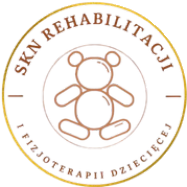 SKN REHABILITACJI
I FIZJOTERAPII DZIECIĘCEJ